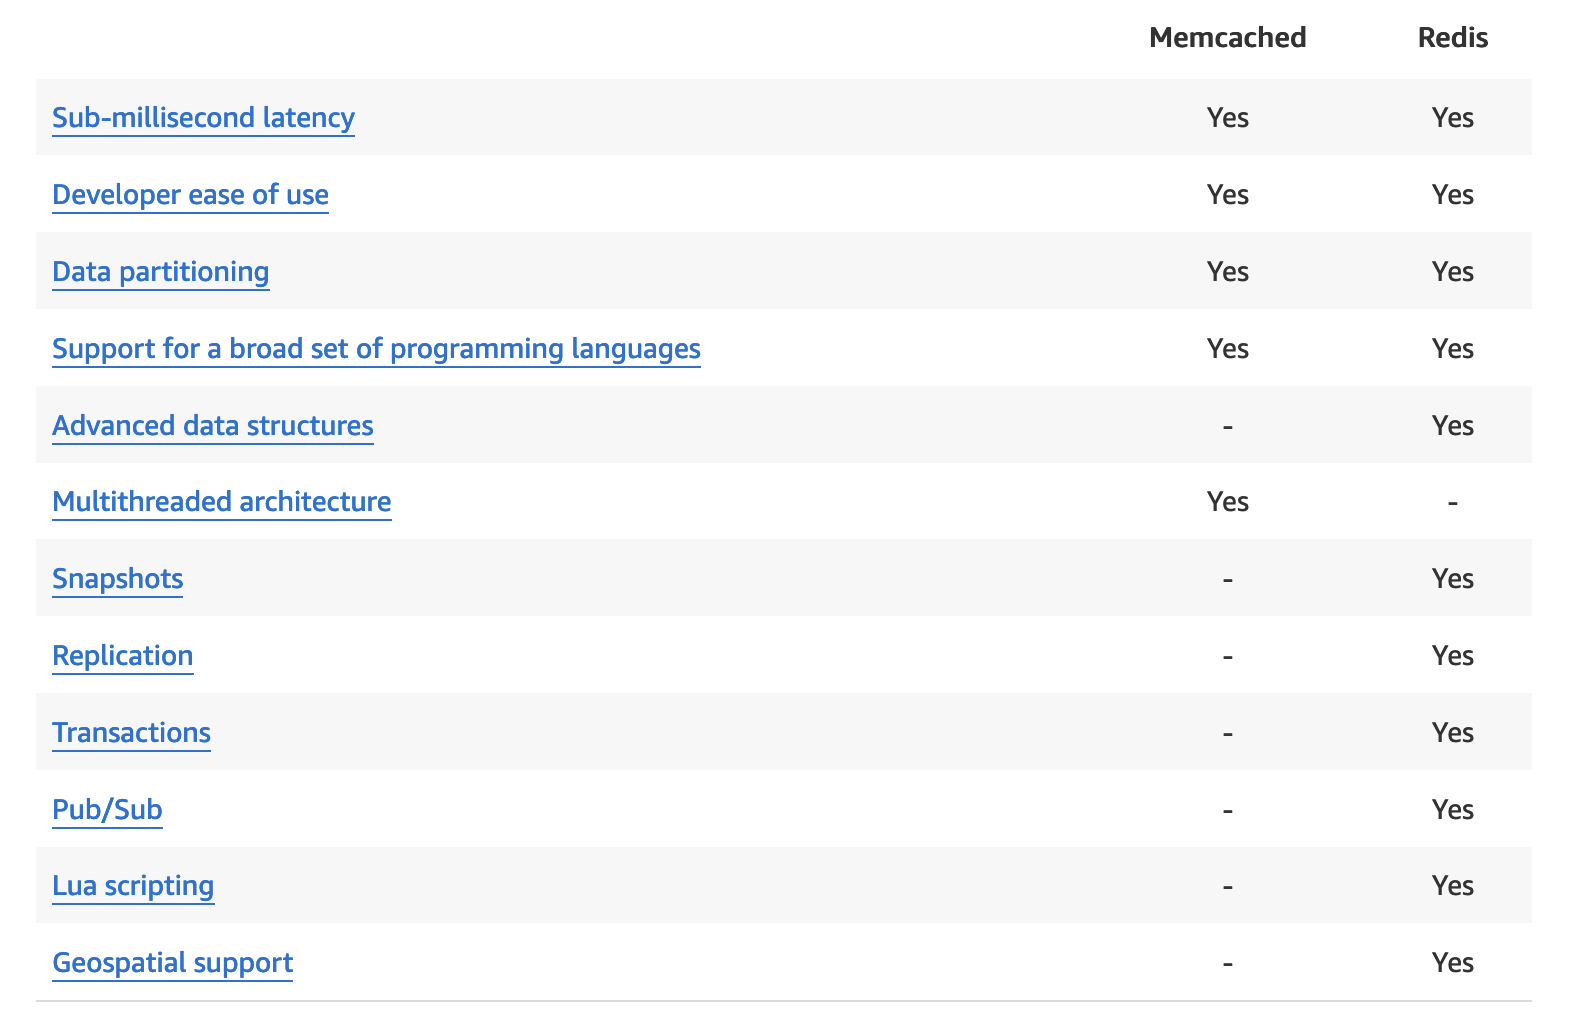 Memcached Redis
Sub-millisecond latency Yes Yes
Developer ease of use Yes Yes
Data partitioning Yes Yes
Support for a broad set of programming languages Yes Yes
Advanced data structures - Yes
Multithreaded architecture Yes -
Snapshots - Yes
Replication - Yes
Transactions - Yes
Pub/Sub - Yes
Lua scripting - Yes
Geospatial support - Yes